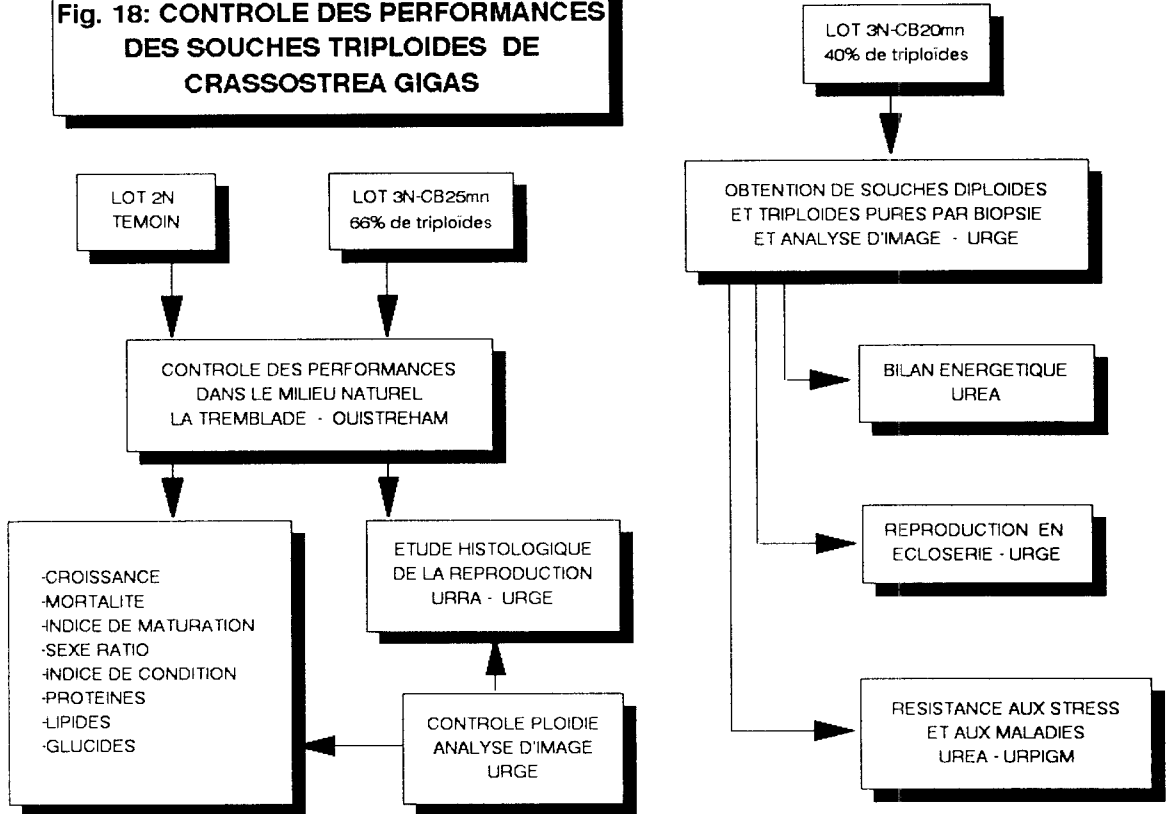 Fig. 18: CONTROLE DES PERFORMANCES
DES SOUCHES TRIPLOIDES DE
CRASSOSTREA GIGAS
LOT 2N
TEMOIN
LOT 3N-CB25mn
66% de triploïdes
CONTROLE DES PERFORMANCES
DANS LE MILIEU NATUREL
LA TREMBLADE - OUISTREHAM
-CROISSANCE
-MORTALITE
-INDICE DE MATURATION
-SEXE RATIO
-INDICE DE CONDITION
-PROTEINES
-LIPIDES
-GLUCIDES
ETUDE HISTOLOGIQUE
DE LA REPRODUCTION
URRA - URGE
CONTROLE PLOIDIE
ANALYSE D'IMAGE
URGE
LOT 3N-CB20mn
40% de triploïdes
OBTENTION DE SOUCHES DIPLOIDES
ET TRIPLOIDES PURES PAR BIOPSIE
ET ANALYSE D'IMAGE - URGE
BILAN ENERGETIQUE
UREA
REPRODUCTION EN
ECLOSERIE - URGE
RESISTANCE AUX STRESS
ET AUX MALADIES
UREA - URPIGM